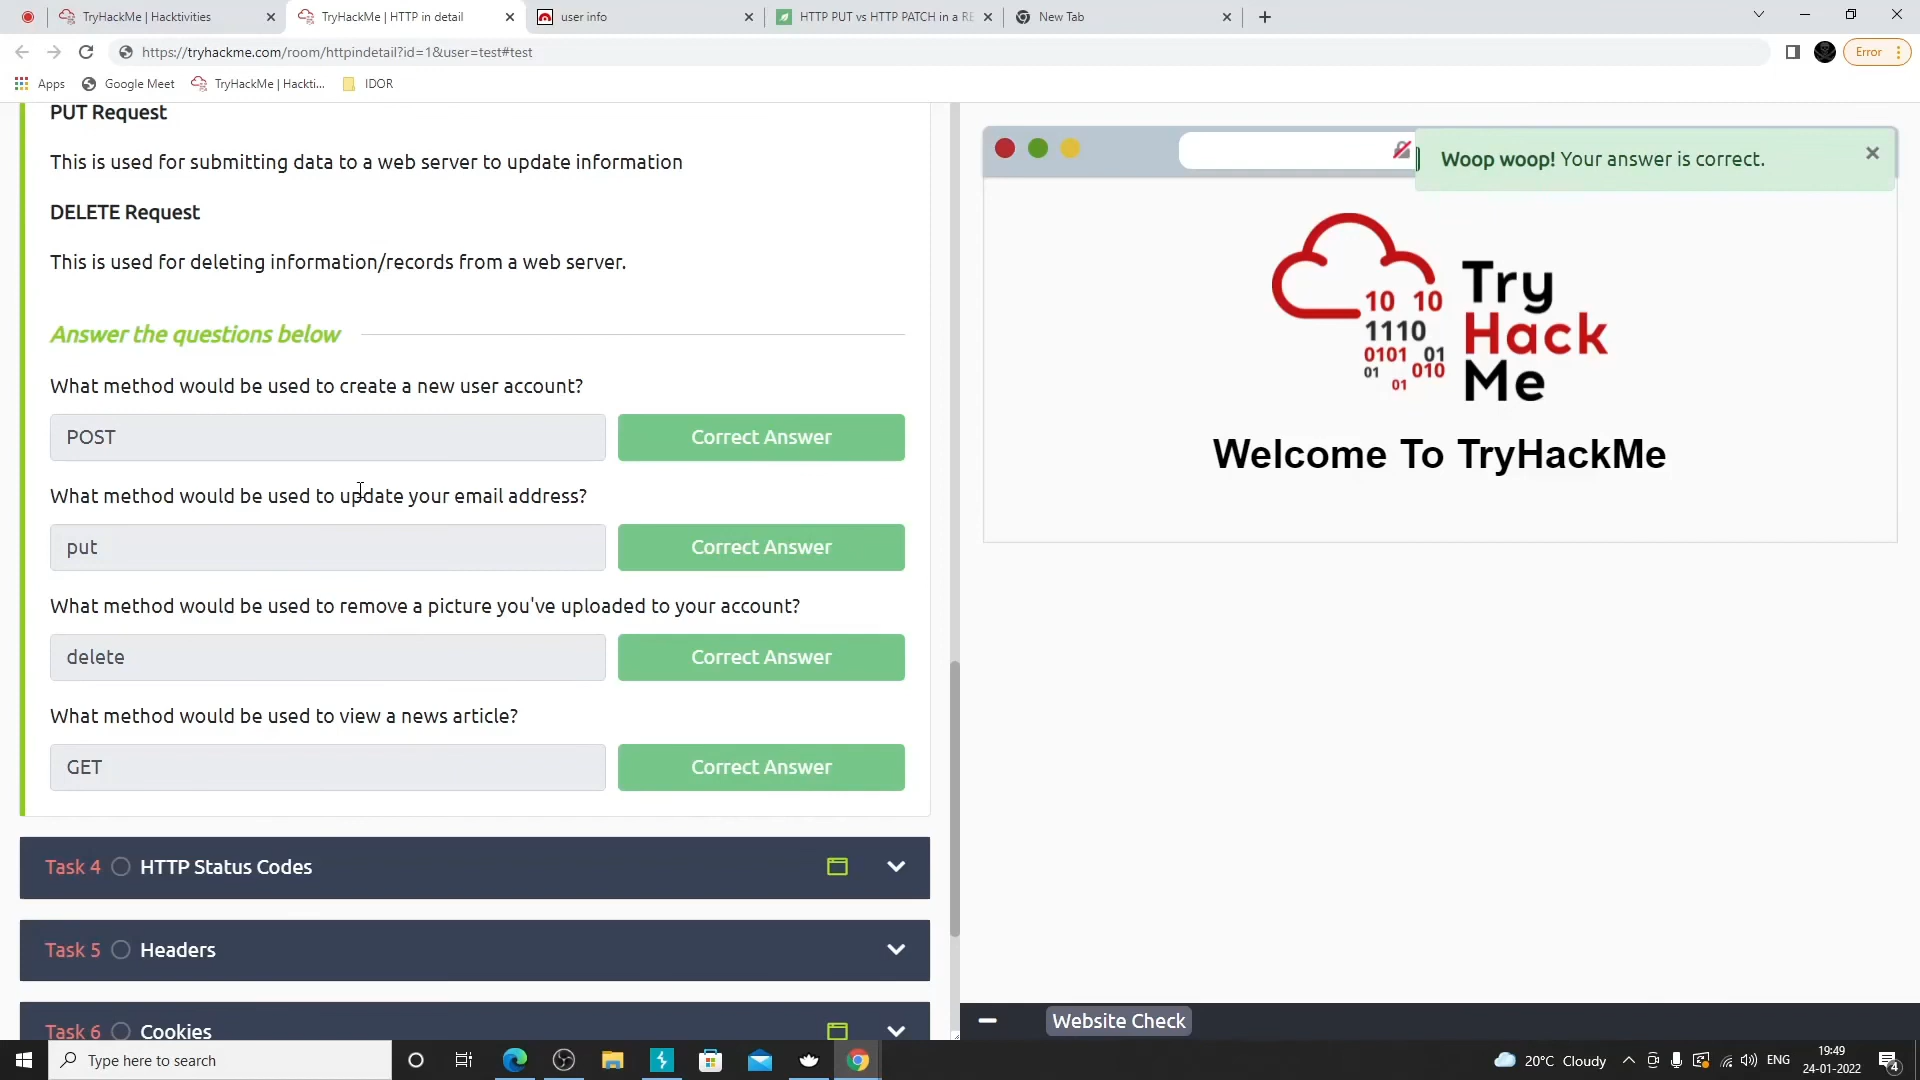 TryHackMe | Hacktivities
TryHackMe | HTTP in detail
user info
HTTP PUT vs HTTP PATCH in a RE
New Tab
https://tryhackme.com/room/httpindetail?id=1&user=test#test
Error
Apps
Google Meet
TryHackMe | Hackti...
IDOR
PUT Request
This is used for submitting data to a web server to update information
DELETE Request
This is used for deleting information/records from a web server.
Answer the questions below
What method would be used to create a new user account?
POST
Correct Answer
What method would be used to update your email address?
put
Correct Answer
What method would be used to remove a picture you've uploaded to your account?
delete
Correct Answer
What method would be used to view a news article?
GET
Correct Answer
Task 4 HTTP Status Codes
Task 5 Headers
Task 6 Cookies
Woop woop! Your answer is correct.
10 10
1110
0101 01
01 010
01
Try
Hack
Me
Welcome To TryHackMe
Website Check
Type here to search
20°C Cloudy
ENG
19:49
24-01-2022
4